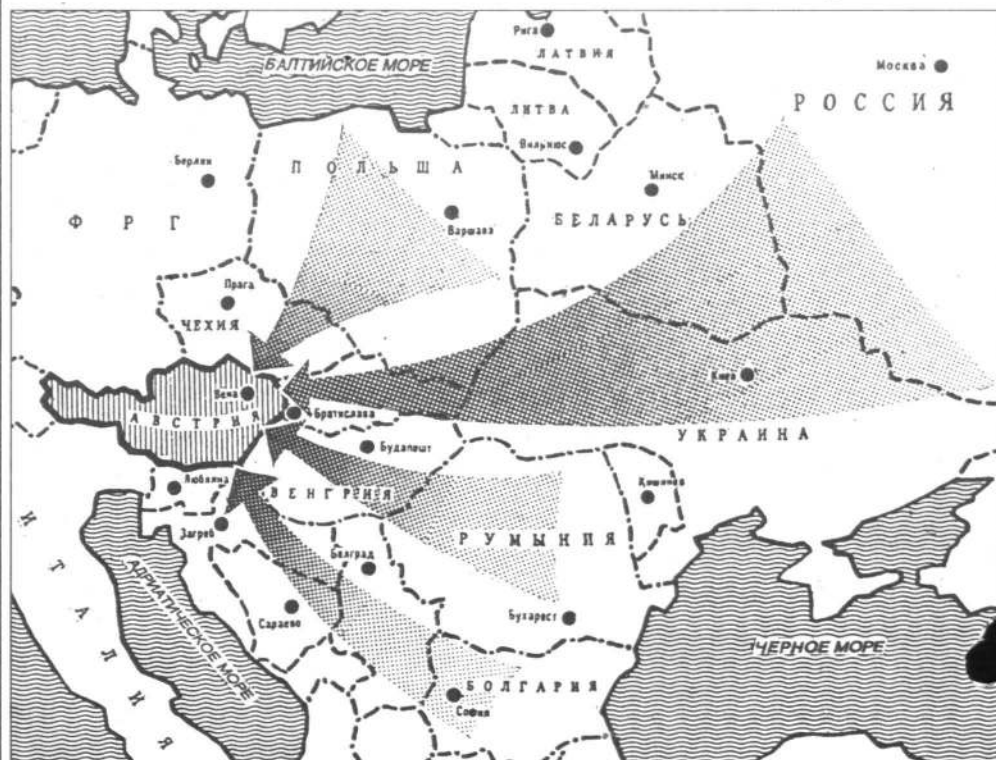 Рига
ЛАТВИЯ
БАЛТИЙСКОЕ МОРЕ
Москва
РОССИЯ
ЛИТВА
Вильнюс
Берлин
ПОЛЬША
Минск
ФРГ
Варшава
БЕЛАРУСЬ
Прага
ЧЕХИЯ
Киев
Вена
АВСТРИЯ
Братислава
УКРАИНА
Будапешт
Любляна
ВЕНГРИЯ
Кишинев
ИТАЛИЯ
Загреб
РУМЫНИЯ
Белград
АДРИАТИЧЕСКОЕ МОРЕ
Сараево
Бухарест
ЧЕРНОЕ МОРЕ
БОЛГАРИЯ
София